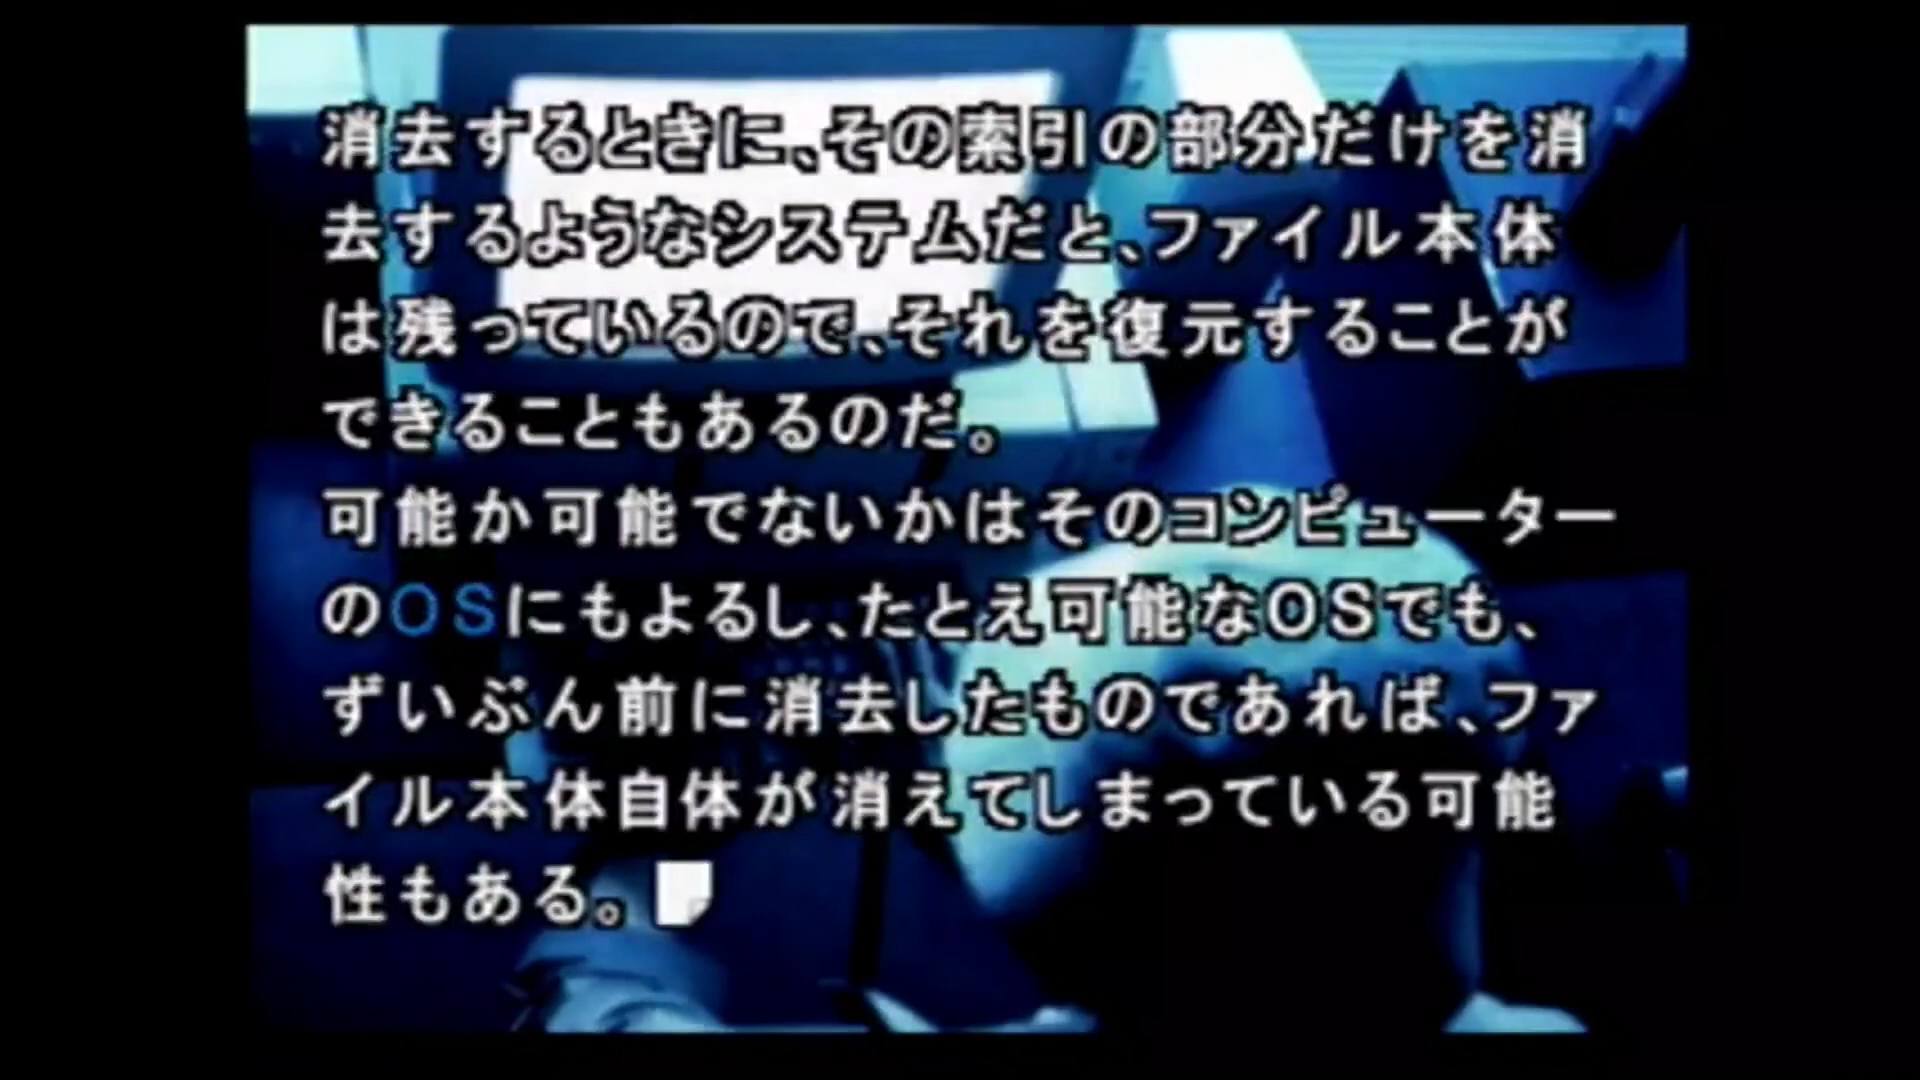 消去するときに、その索引の部分だけを消
去するようなシステムだと、ファイル本体
は残っているので、それを復元することが
できることもあるのだ。
可能か可能でないかはそのコンピューター
のOSにもよるし、たとえ可能なOSでも、
ずいぶん前に消去したものであれば、ファ
イル本体自体が消えてしまっている可能
性もある。